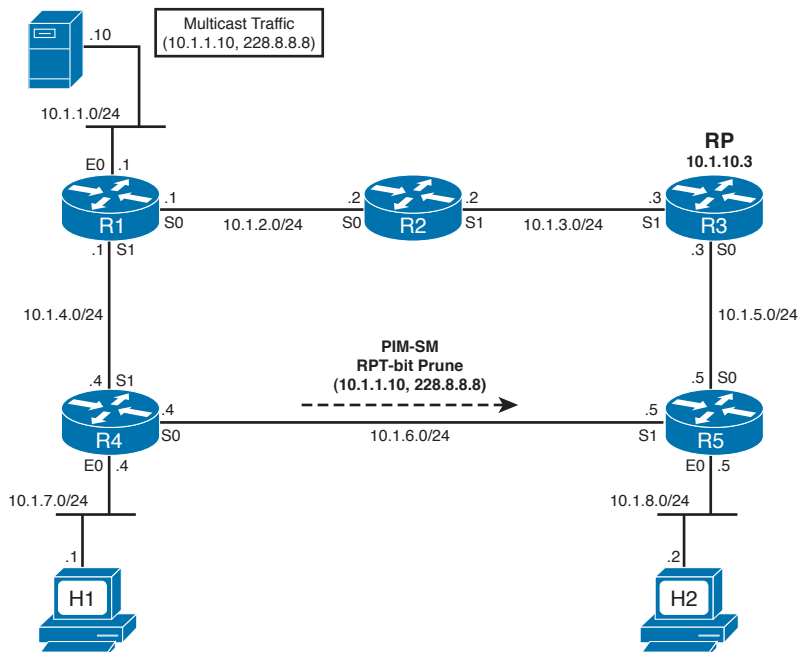 .10
Multicast Traffic
(10.1.1.10, 228.8.8.8)
10.1.1.0/24
E0 .1
RP
10.1.10.3
R1
.1
S0
10.1.2.0/24
.2
S0
R2
.2
S1
10.1.3.0/24
.3
S1
R3
.1 S1
.3 S0
10.1.4.0/24
10.1.5.0/24
PIM-SM
RPT-bit Prune
(10.1.1.10, 228.8.8.8)
.4 S1
.5 S0
R4
.4
S0
10.1.6.0/24
.5
S1
R5
E0 .4
E0 .5
10.1.7.0/24
10.1.8.0/24
.1
.2
H1
H2